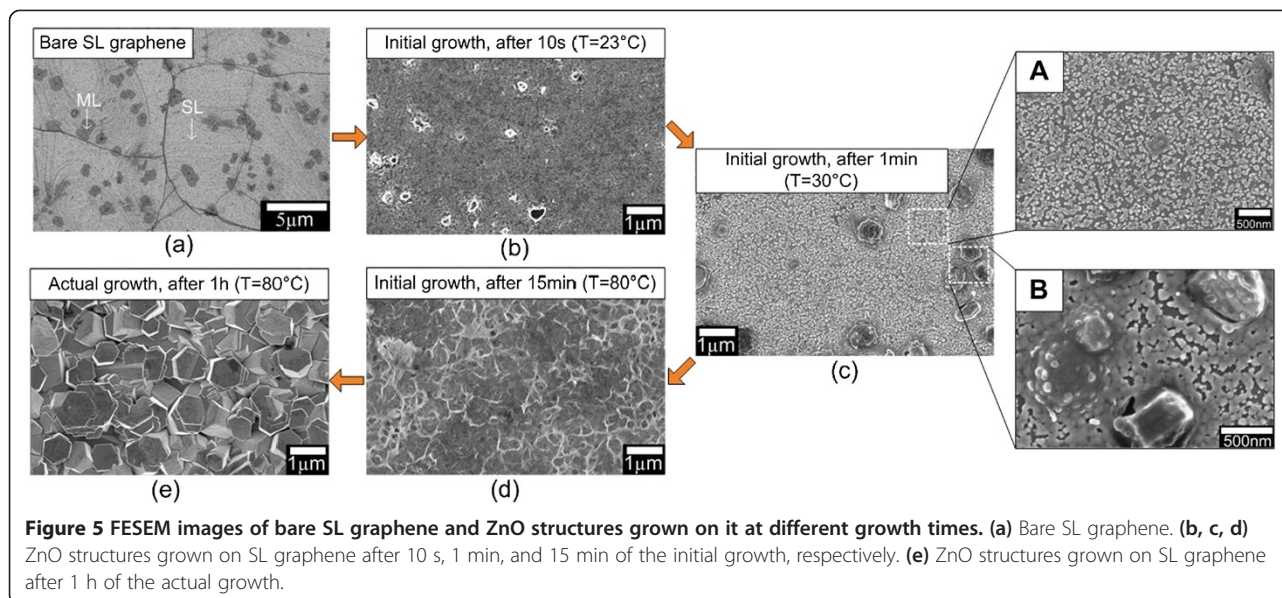 Bare SL graphene
ML
SL
5μm
(a)
Initial growth, after 10s (T=23°C)
1μm
(b)
Initial growth, after 1min
(T=30°C)
1μm
(c)
A
500nm
B
500nm
Actual growth, after 1h (T=80°C)
1μm
(e)
Initial growth, after 15min (T=80°C)
1μm
(d)
Figure 5 FESEM images of bare SL graphene and ZnO structures grown on it at different growth times. (a) Bare SL graphene. (b, c, d)
ZnO structures grown on SL graphene after 10 s, 1 min, and 15 min of the initial growth, respectively. (e) ZnO structures grown on SL graphene
after 1 h of the actual growth.